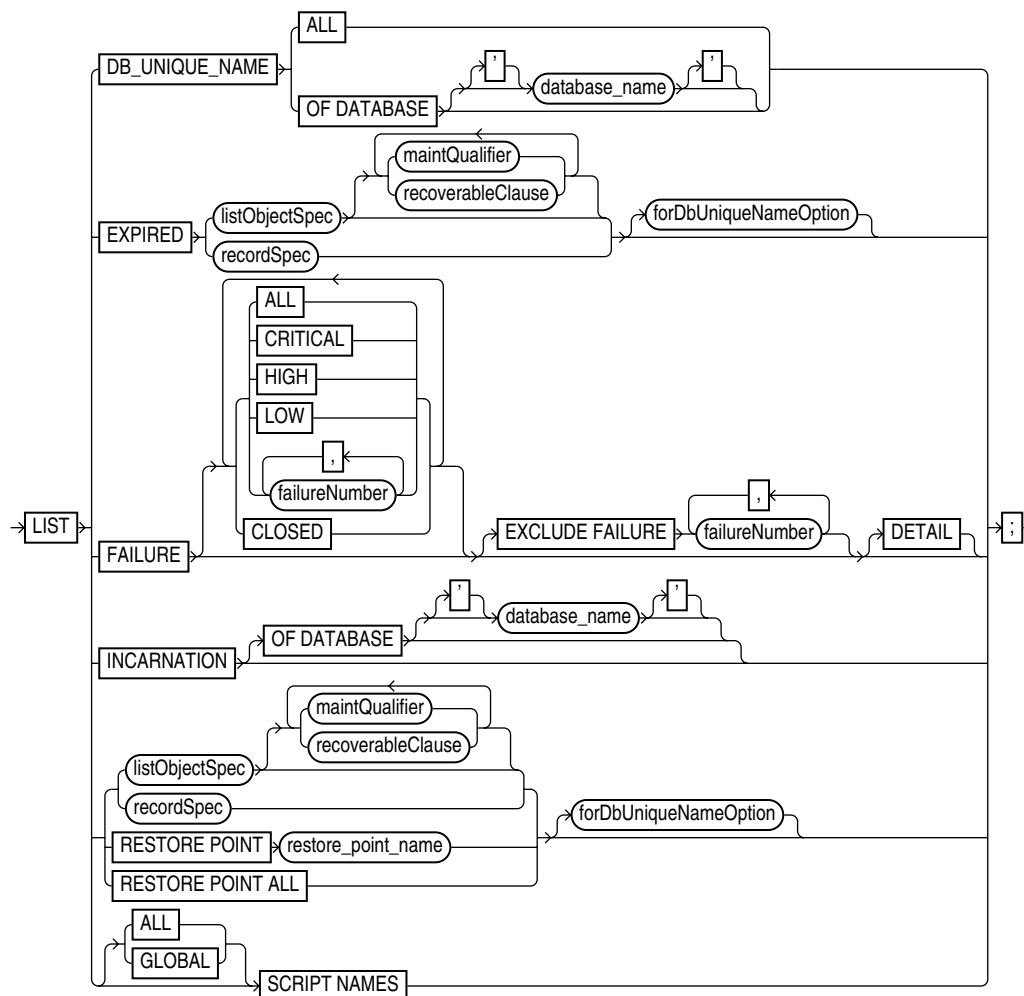 ALL
' '
DB_UNIQUE_NAME database_name
OF DATABASE
maintQualifier
recoverableClause
listObjectSpec forDbUniqueNameOption
EXPIRED
recordSpec
ALL
CRITICAL
HIGH
LOW
,
failureNumber ,
LIST CLOSED EXCLUDE FAILURE failureNumber DETAIL ;
FAILURE
' '
OF DATABASE database_name
INCARNATION
maintQualifier
recoverableClause
listObjectSpec
recordSpec forDbUniqueNameOption
RESTORE POINT restore_point_name
RESTORE POINT ALL
ALL
GLOBAL
SCRIPT NAMES